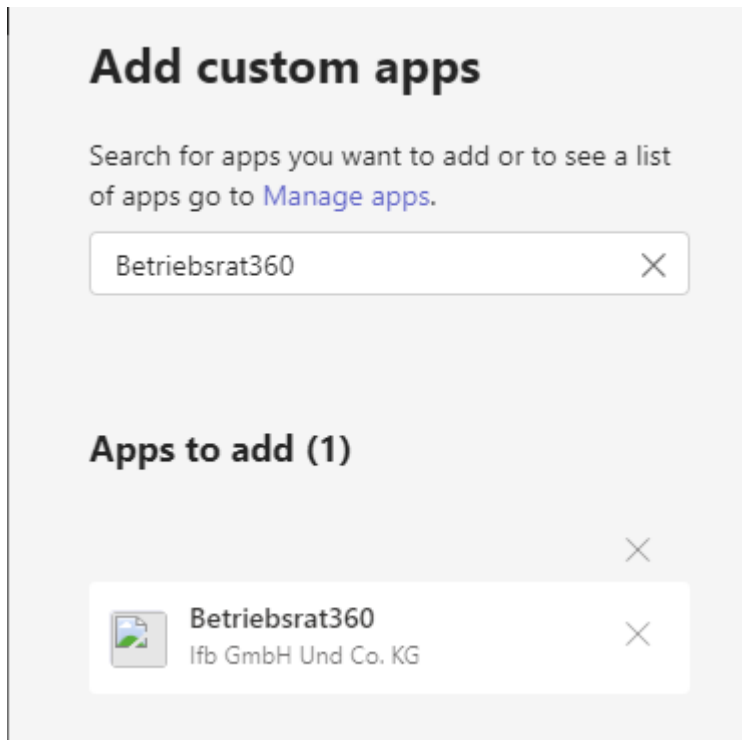 Add custom apps
Search for apps you want to add or to see a list
of apps go to Manage apps.
Betriebsrat360
Apps to add (1)
Betriebsrat360
Ifb GmbH Und Co. KG